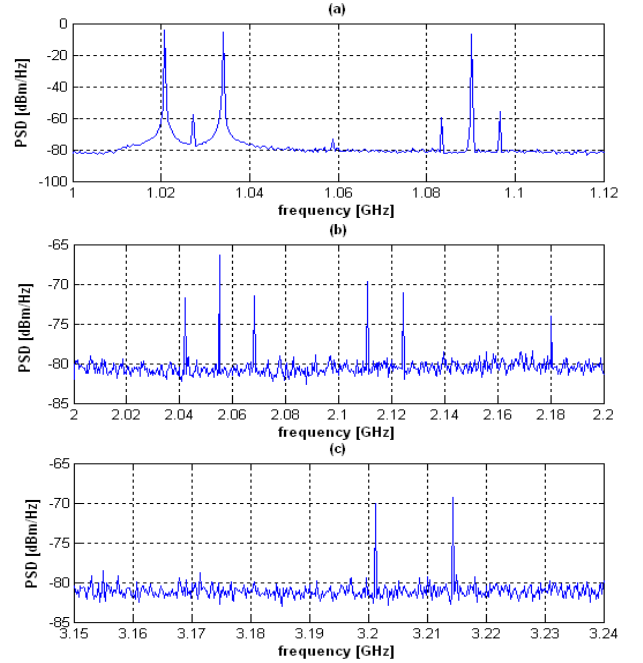 (a)
0
-20
-40
-60
-80
-100
PSD [dBm/Hz]
1 1.02 1.04 1.06 1.08 1.1 1.12
frequency [GHz]
(b)
-65
-70
-75
-80
-85
PSD [dBm/Hz]
2 2.02 2.04 2.06 2.08 2.1 2.12 2.14 2.16 2.18 2.2
frequency [GHz]
(c)
-65
-70
-75
-80
-85
PSD [dBm/Hz]
3.15 3.16 3.17 3.18 3.19 3.2 3.21 3.22 3.23 3.24
frequency [GHz]